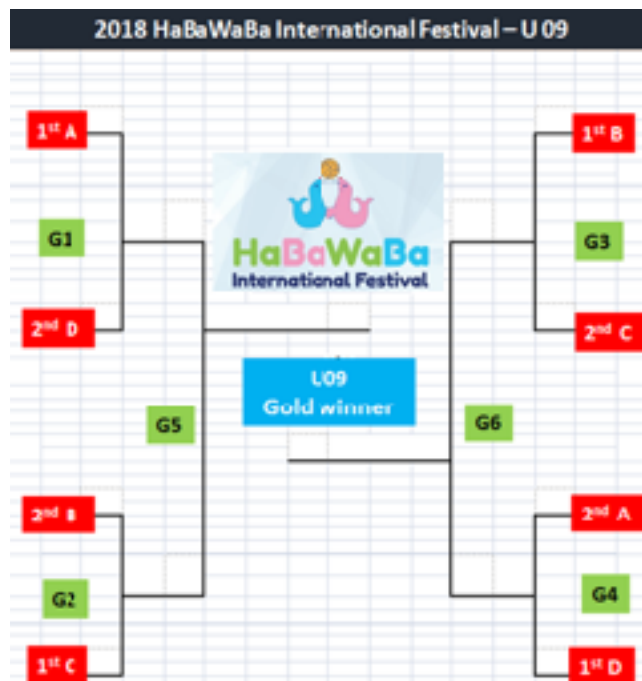 2018 HaBaWaBa International Festival – U 09
1st A
1st B
HaBaWaBa
International Festival
G1
G3
2nd D
2nd C
U09
Gold winner
G5
G6
2nd B
2nd A
G2
G4
1st C
1st D